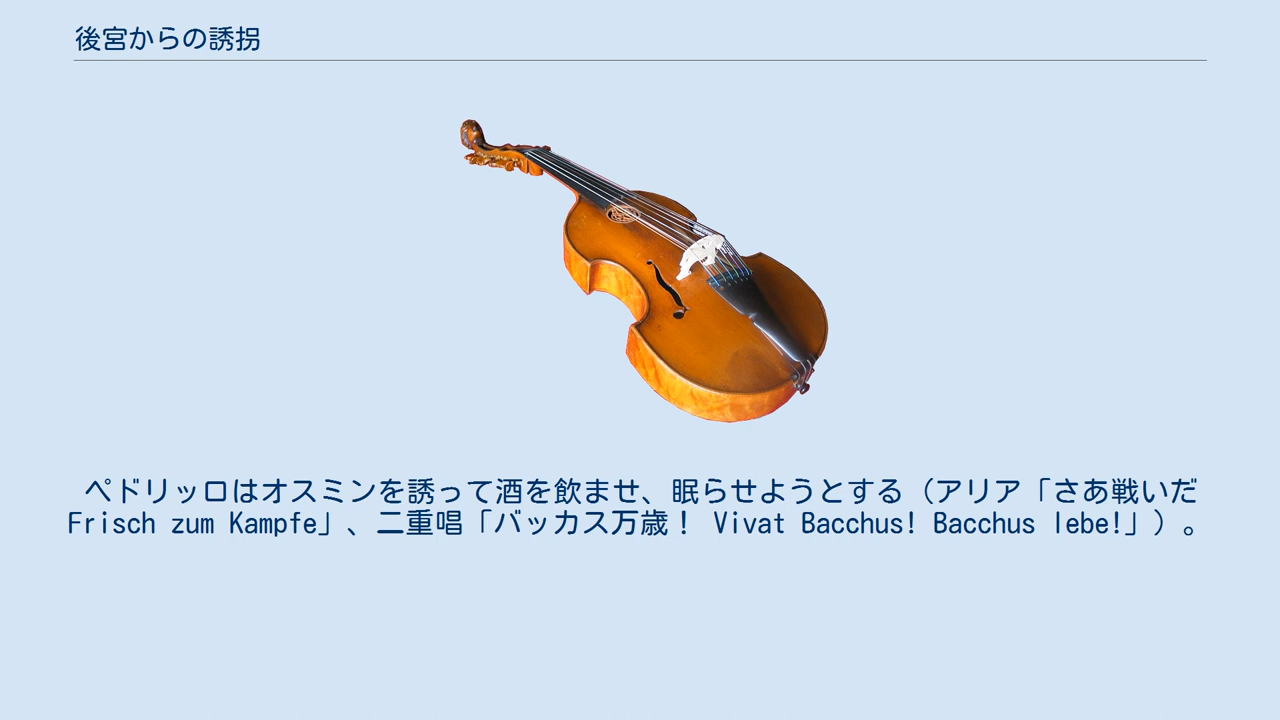 後宮からの誘拐
ペドリッロはオスミンを誘って酒を飲ませ、眠らせようとする（アリア「さあ戦いだ
Frisch zum Kampfe」、二重唱「バッカス万歳！ Vivat Bacchus! Bacchus lebe!」）。